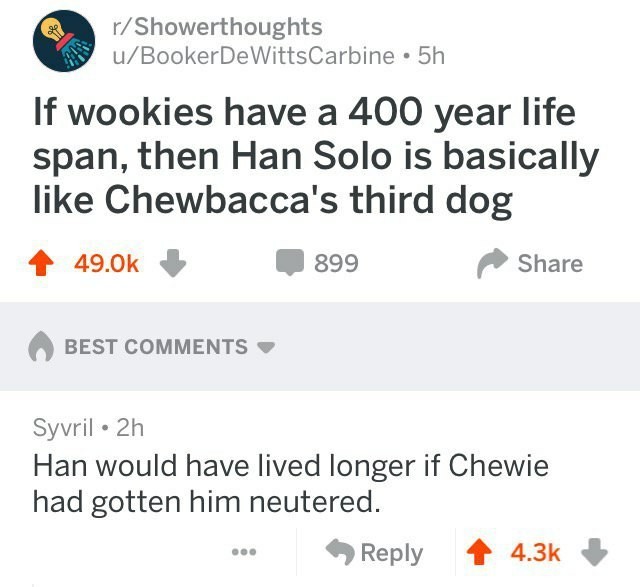 r/Showerthoughts
u/BookerDeWittsCarbine • 5h
If wookies have a 400 year life
span, then Han Solo is basically
like Chewbacca's third dog
49.0k 899 Share
BEST COMMENTS
Syvril • 2h
Han would have lived longer if Chewie
had gotten him neutered.
Reply 4.3k